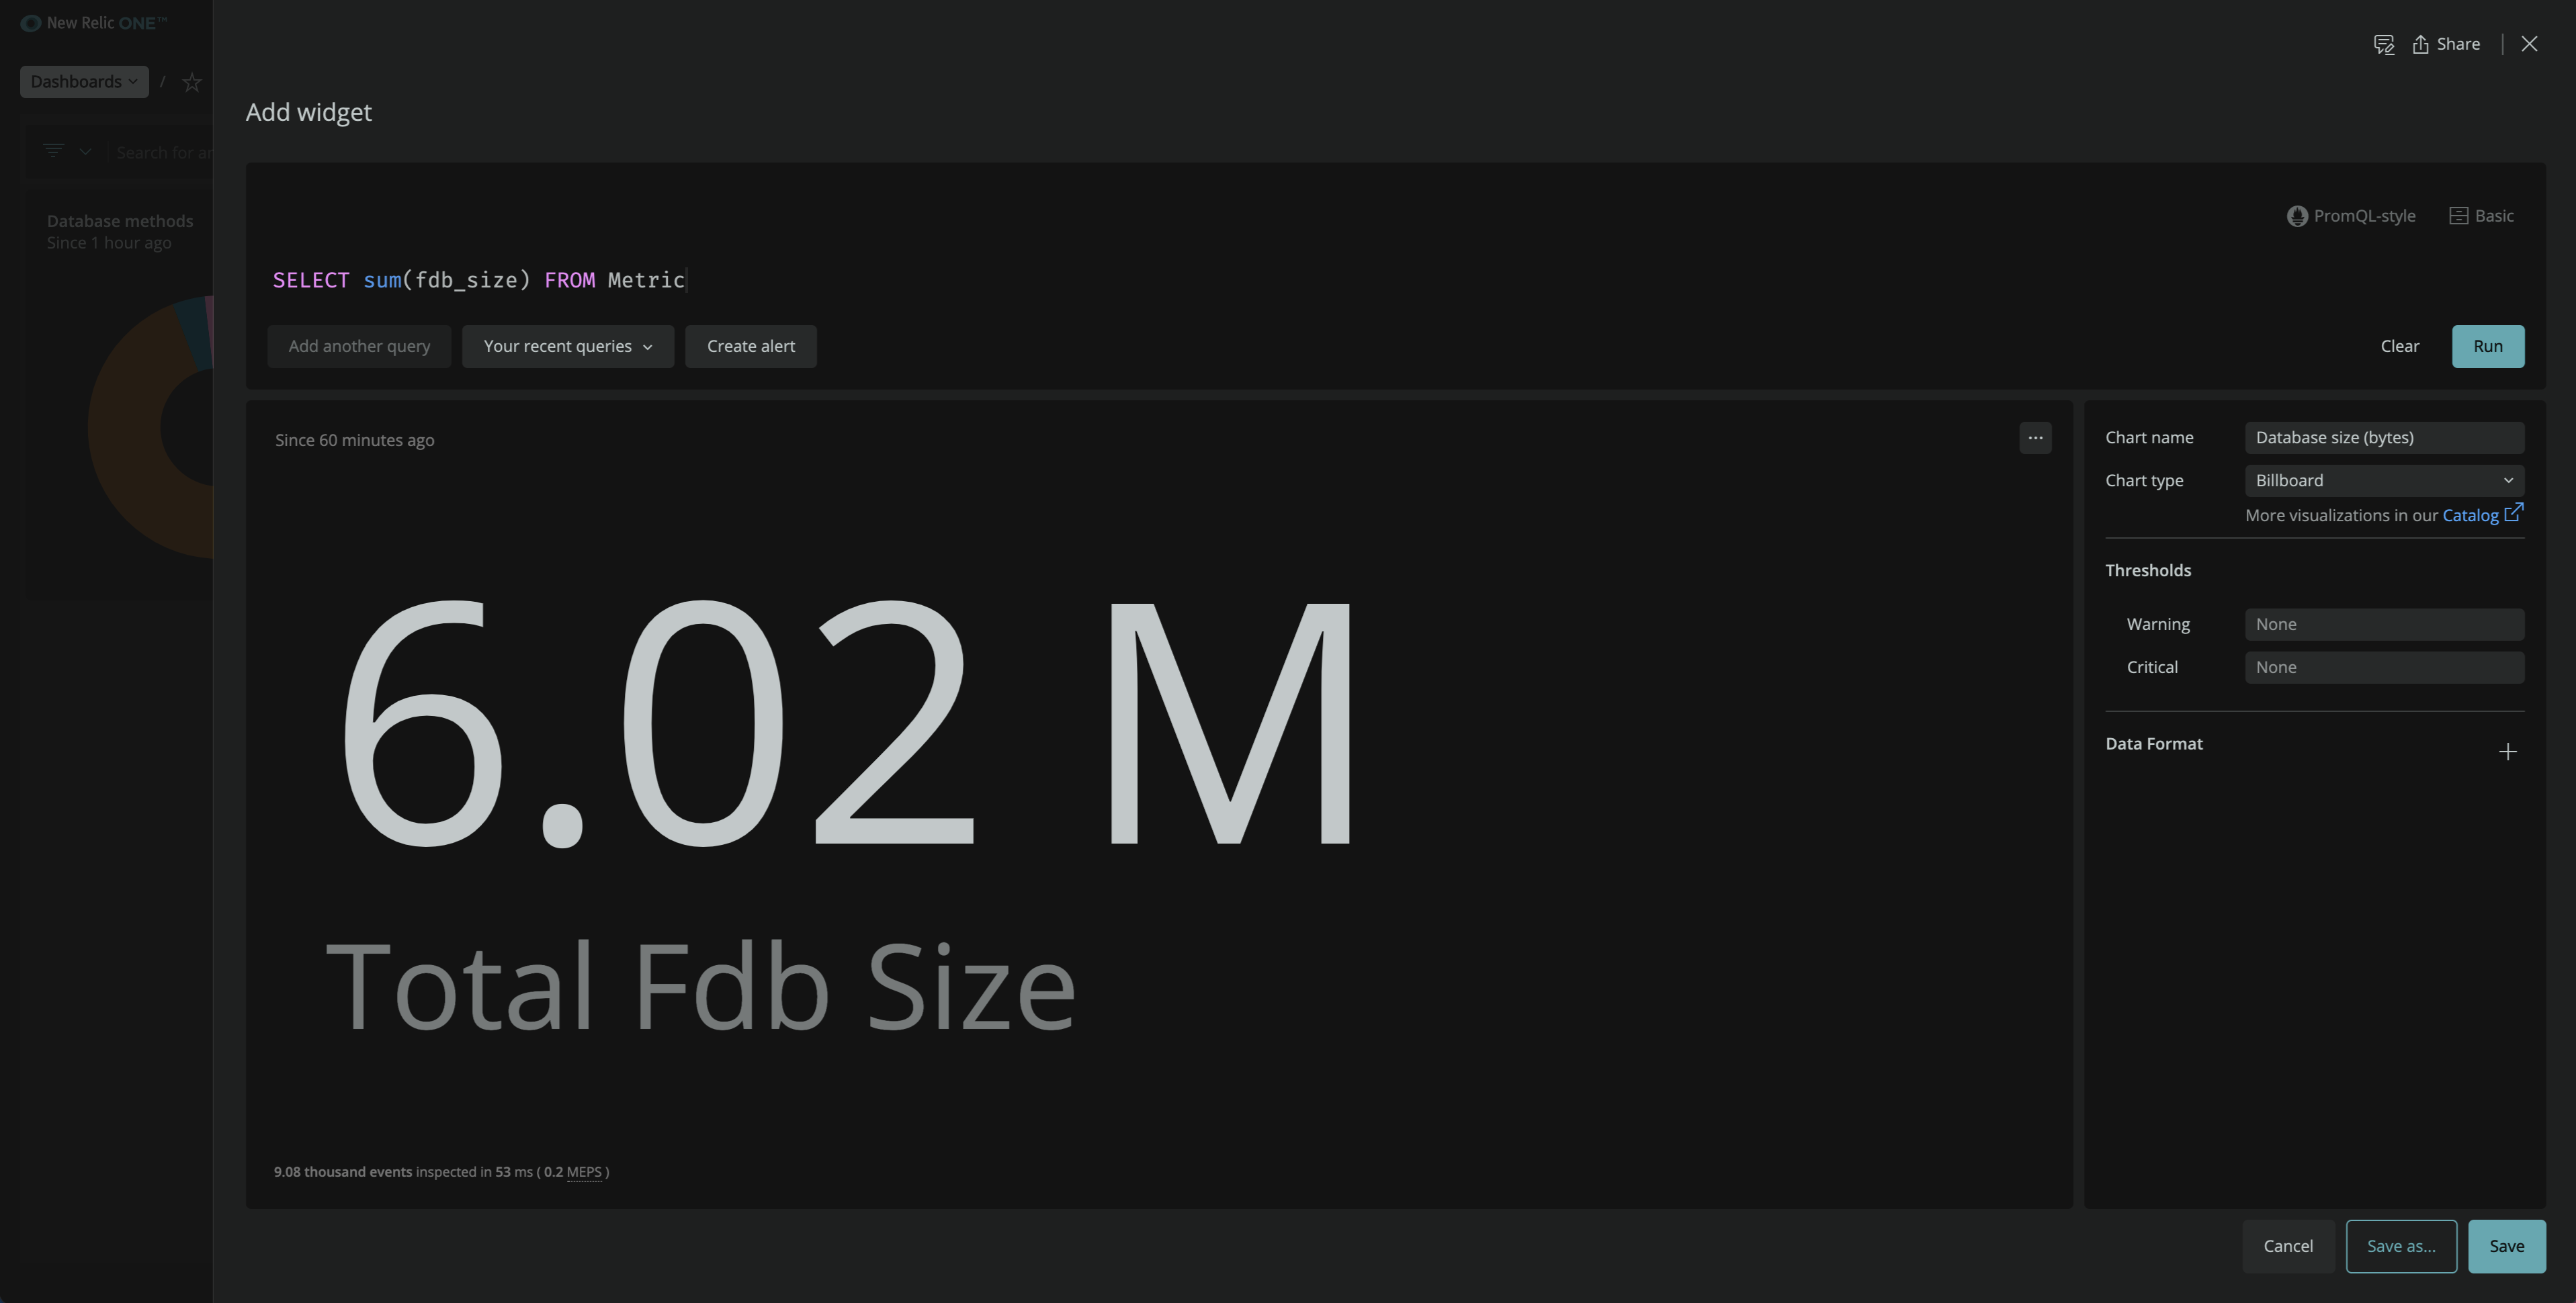 New Relic ONE™
Share
Dashboards /
Add widget
Search for
Database methods
Since 1 hour ago
PromQL-style Basic
SELECT sum(fdb_size) FROM Metric
Add another query Your recent queries Create alert Clear Run
Since 60 minutes ago
...
6.02 M
Total Fdb Size
9.08 thousand events inspected in 53 ms ( 0.2 MEPS )
Chart name Database size (bytes)
Chart type Billboard
More visualizations in our Catalog
Thresholds
Warning None
Critical None
Data Format
Cancel Save as... Save